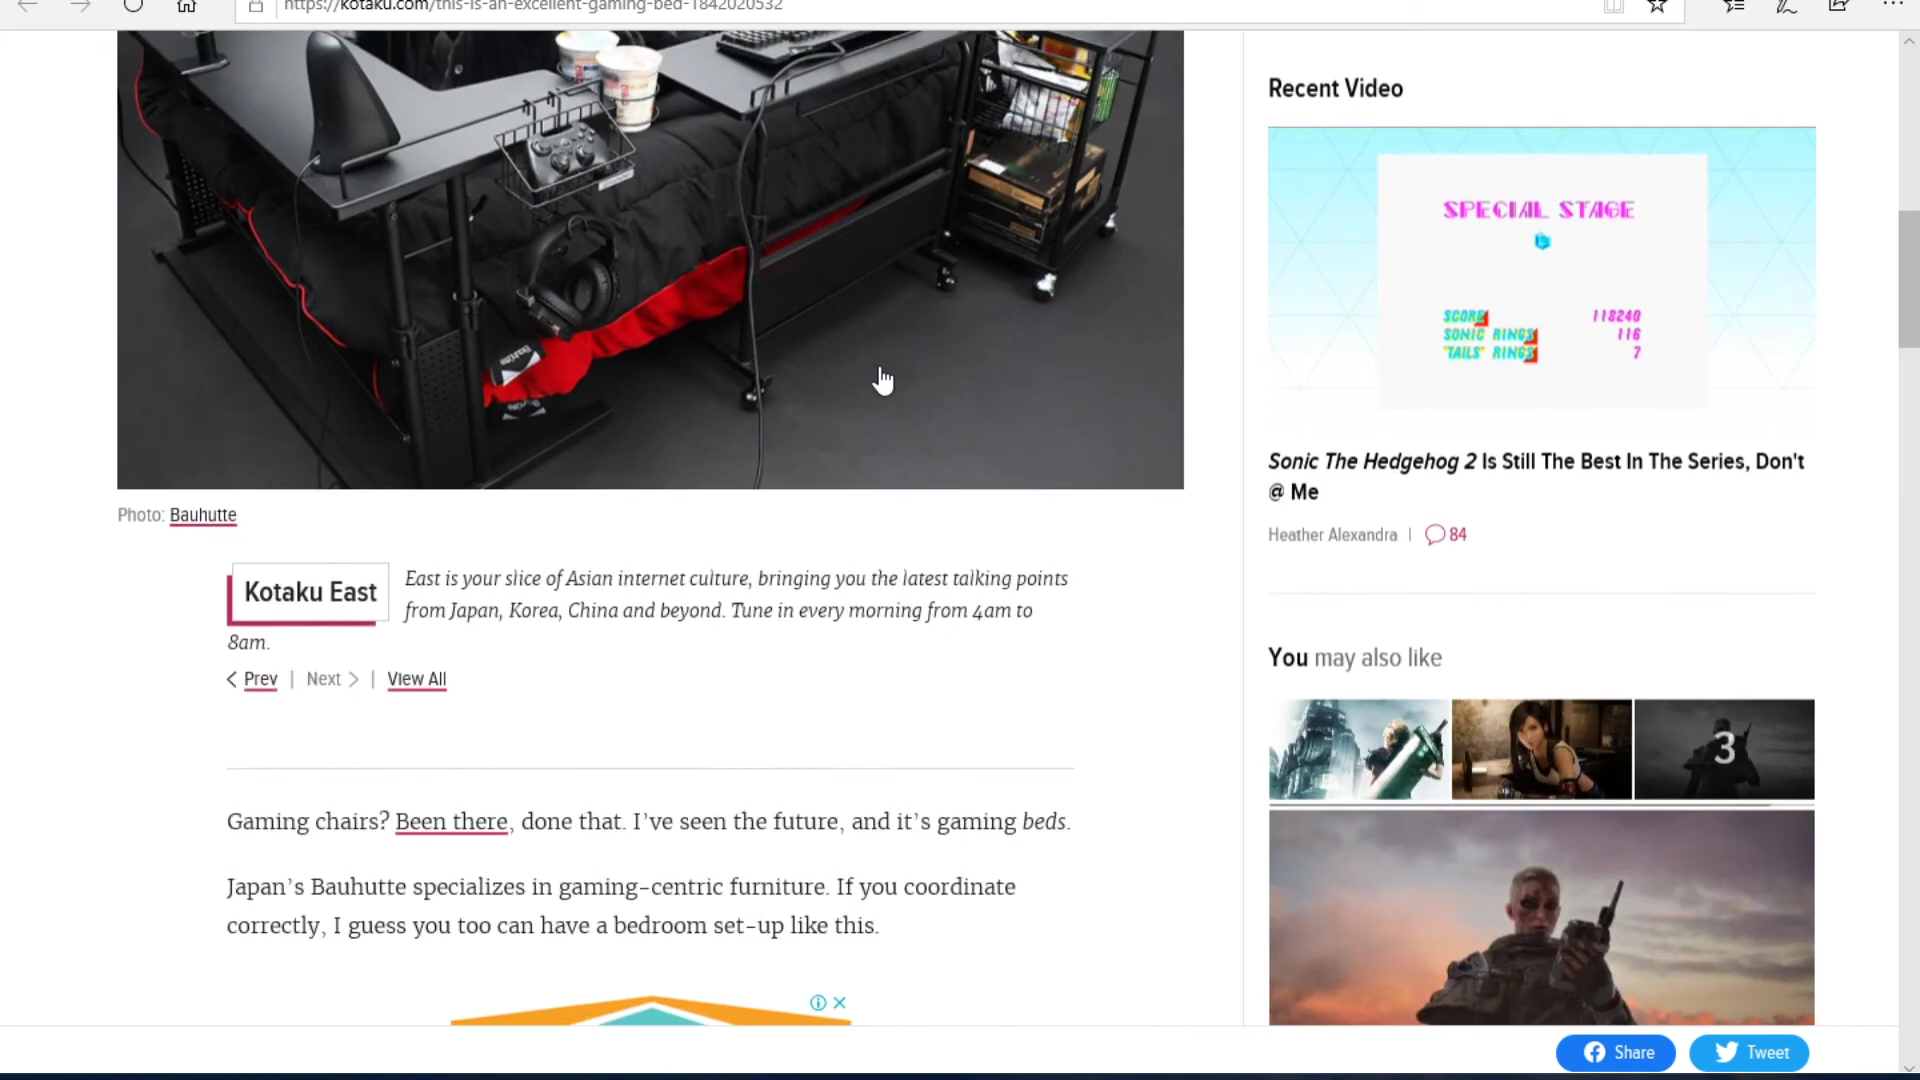 https://kotaku.com/this-is-an-excellent-gaming-bed-1842020532
Photo: Bauhutte
Kotaku East
East is your slice of Asian internet culture, bringing you the latest talking points
from Japan, Korea, China and beyond. Tune in every morning from 4am to
8am.
Prev | Next | View All
Gaming chairs? Been there, done that. I’ve seen the future, and it’s gaming beds.
Japan’s Bauhutte specializes in gaming-centric furniture. If you coordinate
correctly, I guess you too can have a bedroom set-up like this.
Recent Video
SPECIAL STAGE
SCORE 118240
SONIC RINGS 116
TAILS RINGS 7
Sonic The Hedgehog 2 Is Still The Best In The Series, Don't
@ Me
Heather Alexandra | 84
You may also like
3
Share Tweet